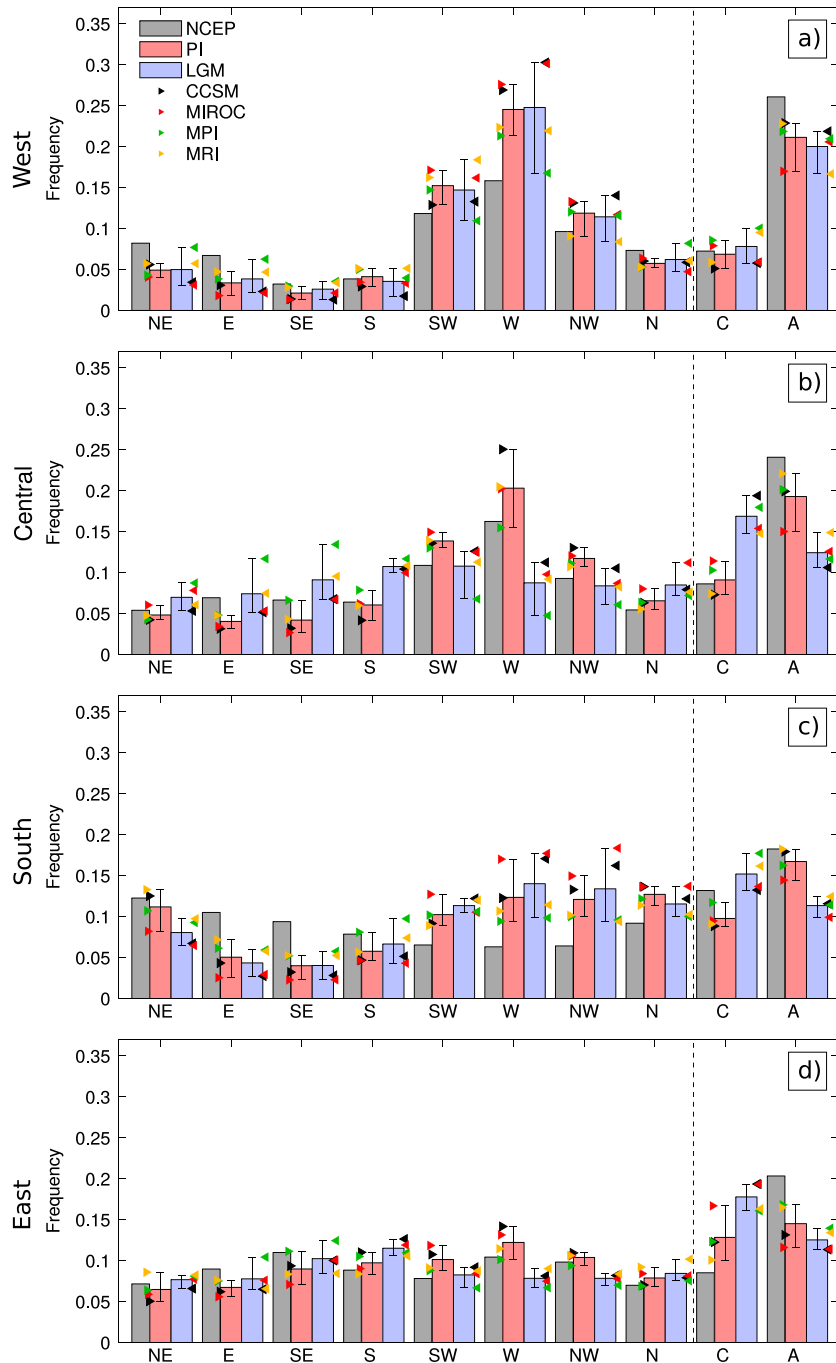 a)
NCEP
PI
LGM
CCSM
MIROC
MPI
MRI
West
Frequency
0.35
0.3
0.25
0.2
0.15
0.1
0.05
0
NE E SE S SW W NW N C A
b)
Central
Frequency
0.35
0.3
0.25
0.2
0.15
0.1
0.05
0
NE E SE S SW W NW N C A
c)
South
Frequency
0.35
0.3
0.25
0.2
0.15
0.1
0.05
0
NE E SE S SW W NW N C A
d)
East
Frequency
0.35
0.3
0.25
0.2
0.15
0.1
0.05
0
NE E SE S SW W NW N C A